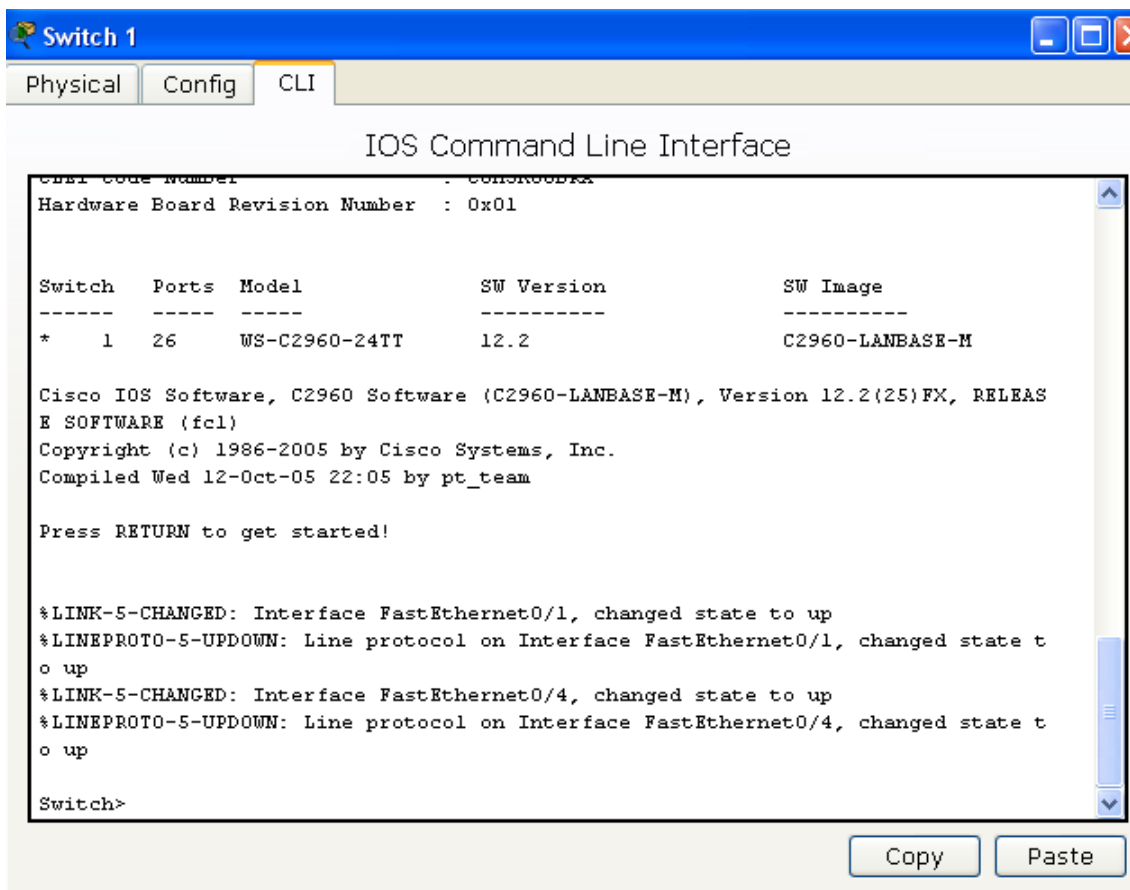 Switch 1
Physical Config CLI
IOS Command Line Interface
CLEI Code Number :
Hardware Board Revision Number : 0x01
Switch Ports Model SW Version SW Image
------ ----- ----- ---------- ----------
* 1 26 WS-C2960-24TT 12.2 C2960-LANBASE-M
Cisco IOS Software, C2960 Software (C2960-LANBASE-M), Version 12.2(25)FX, RELEAS
E SOFTWARE (fc1)
Copyright (c) 1986-2005 by Cisco Systems, Inc.
Compiled Wed 12-Oct-05 22:05 by pt_team
Press RETURN to get started!
%LINK-5-CHANGED: Interface FastEthernet0/1, changed state to up
%LINEPROTO-5-UPDOWN: Line protocol on Interface FastEthernet0/1, changed state t
o up
%LINK-5-CHANGED: Interface FastEthernet0/4, changed state to up
%LINEPROTO-5-UPDOWN: Line protocol on Interface FastEthernet0/4, changed state t
o up
Switch>
Copy Paste